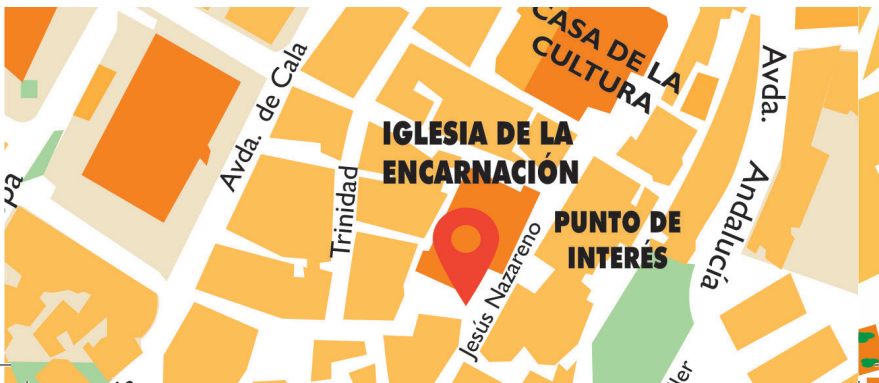 CASA DE LA
CULTURA
Avda. de Cala
Avda. Andalucía
IGLESIA DE LA
ENCARNACIÓN
Trinidad
PUNTO DE
INTERÉS
Jesús Nazareno